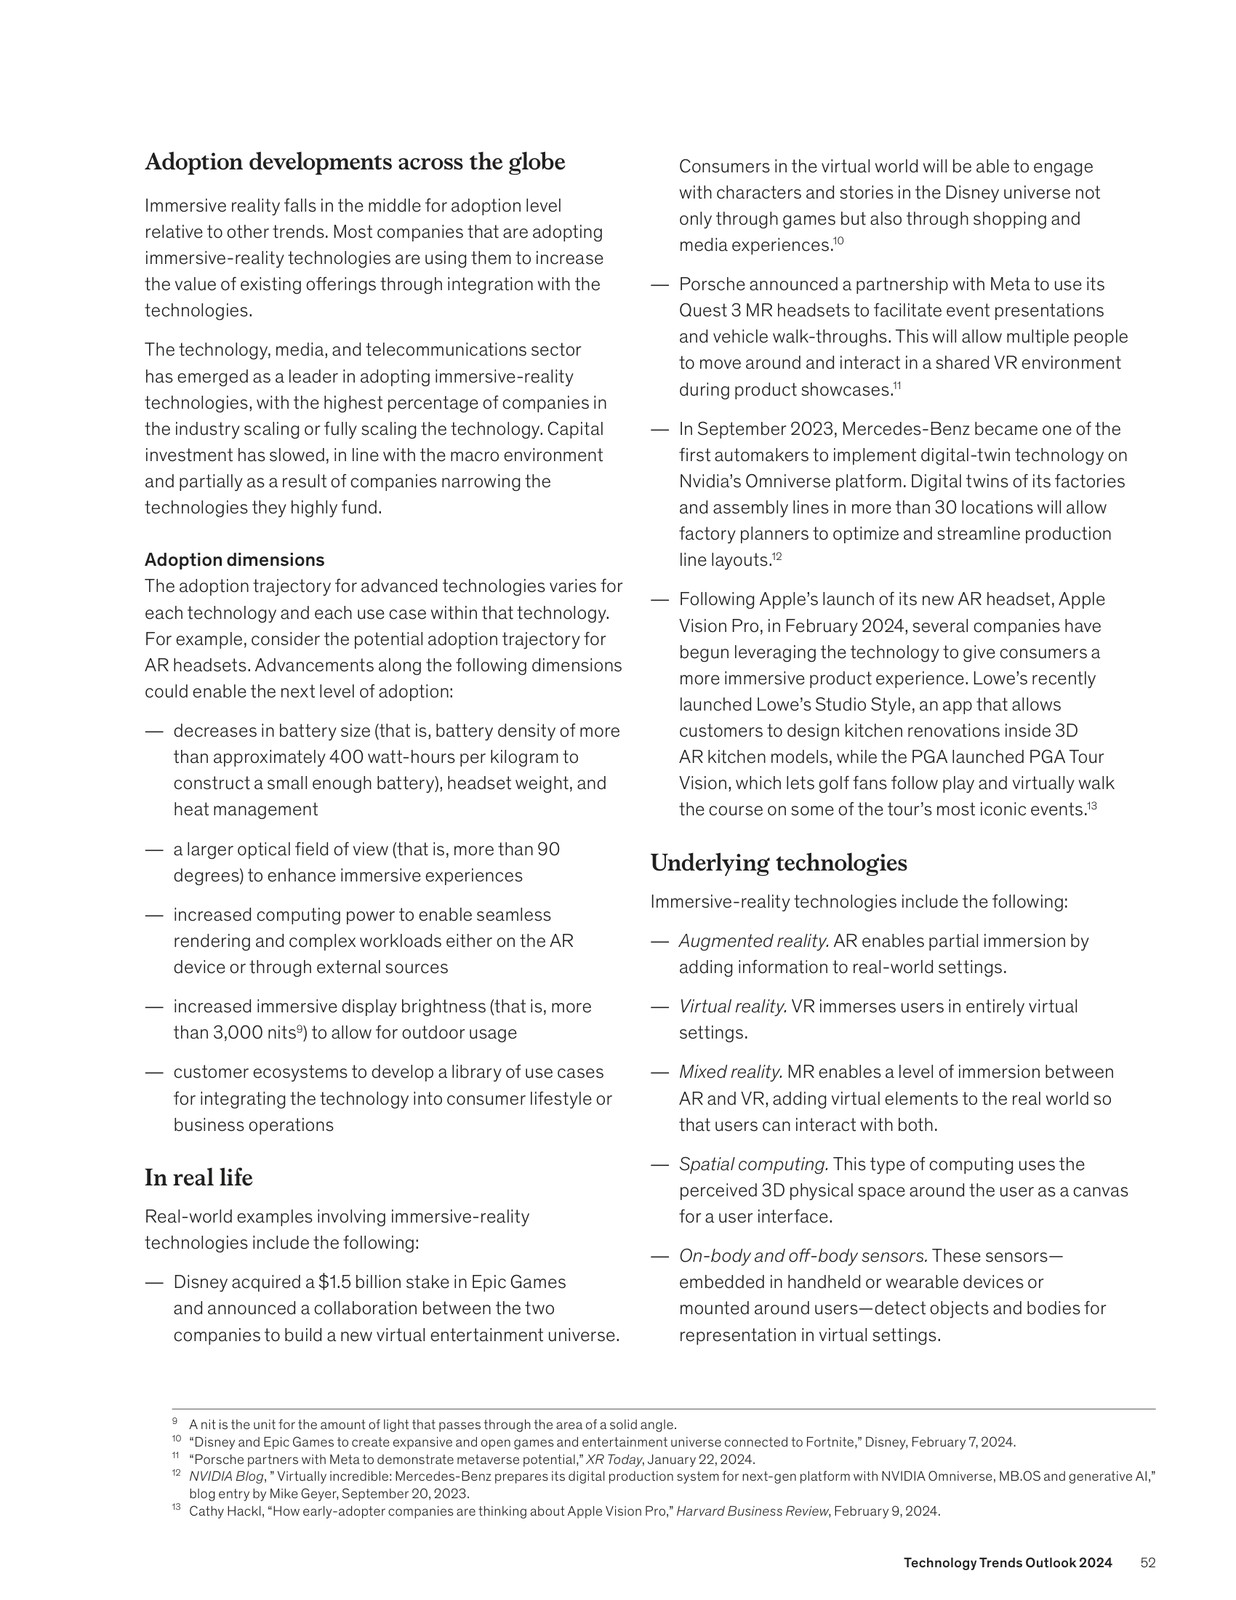 Adoption developments across the globe
Immersive reality falls in the middle for adoption level
relative to other trends. Most companies that are adopting
immersive-reality technologies are using them to increase
the value of existing offerings through integration with the
technologies.
The technology, media, and telecommunications sector
has emerged as a leader in adopting immersive-reality
technologies, with the highest percentage of companies in
the industry scaling or fully scaling the technology. Capital
investment has slowed, in line with the macro environment
and partially as a result of companies narrowing the
technologies they highly fund.
Adoption dimensions
The adoption trajectory for advanced technologies varies for
each technology and each use case within that technology.
For example, consider the potential adoption trajectory for
AR headsets. Advancements along the following dimensions
could enable the next level of adoption:
— decreases in battery size (that is, battery density of more
than approximately 400 watt-hours per kilogram to
construct a small enough battery), headset weight, and
heat management
— a larger optical field of view (that is, more than 90
degrees) to enhance immersive experiences
— increased computing power to enable seamless
rendering and complex workloads either on the AR
device or through external sources
— increased immersive display brightness (that is, more
than 3,000 nits⁹) to allow for outdoor usage
— customer ecosystems to develop a library of use cases
for integrating the technology into consumer lifestyle or
business operations
In real life
Real-world examples involving immersive-reality
technologies include the following:
— Disney acquired a $1.5 billion stake in Epic Games
and announced a collaboration between the two
companies to build a new virtual entertainment universe.
Consumers in the virtual world will be able to engage
with characters and stories in the Disney universe not
only through games but also through shopping and
media experiences.¹⁰
— Porsche announced a partnership with Meta to use its
Quest 3 MR headsets to facilitate event presentations
and vehicle walk-throughs. This will allow multiple people
to move around and interact in a shared VR environment
during product showcases.¹¹
— In September 2023, Mercedes-Benz became one of the
first automakers to implement digital-twin technology on
Nvidia’s Omniverse platform. Digital twins of its factories
and assembly lines in more than 30 locations will allow
factory planners to optimize and streamline production
line layouts.¹²
— Following Apple’s launch of its new AR headset, Apple
Vision Pro, in February 2024, several companies have
begun leveraging the technology to give consumers a
more immersive product experience. Lowe’s recently
launched Lowe’s Studio Style, an app that allows
customers to design kitchen renovations inside 3D
AR kitchen models, while the PGA launched PGA Tour
Vision, which lets golf fans follow play and virtually walk
the course on some of the tour’s most iconic events.¹³
Underlying technologies
Immersive-reality technologies include the following:
— Augmented reality. AR enables partial immersion by
adding information to real-world settings.
— Virtual reality. VR immerses users in entirely virtual
settings.
— Mixed reality. MR enables a level of immersion between
AR and VR, adding virtual elements to the real world so
that users can interact with both.
— Spatial computing. This type of computing uses the
perceived 3D physical space around the user as a canvas
for a user interface.
— On-body and off-body sensors. These sensors—
embedded in handheld or wearable devices or
mounted around users—detect objects and bodies for
representation in virtual settings.
⁹ A nit is the unit for the amount of light that passes through the area of a solid angle.
¹⁰ “Disney and Epic Games to create expansive and open games and entertainment universe connected to Fortnite,” Disney, February 7, 2024.
¹¹ “Porsche partners with Meta to demonstrate metaverse potential,” XR Today, January 22, 2024.
¹² NVIDIA Blog, ” Virtually incredible: Mercedes-Benz prepares its digital production system for next-gen platform with NVIDIA Omniverse, MB.OS and generative AI,”
blog entry by Mike Geyer, September 20, 2023.
¹³ Cathy Hackl, “How early-adopter companies are thinking about Apple Vision Pro,” Harvard Business Review, February 9, 2024.
Technology Trends Outlook 2024 52